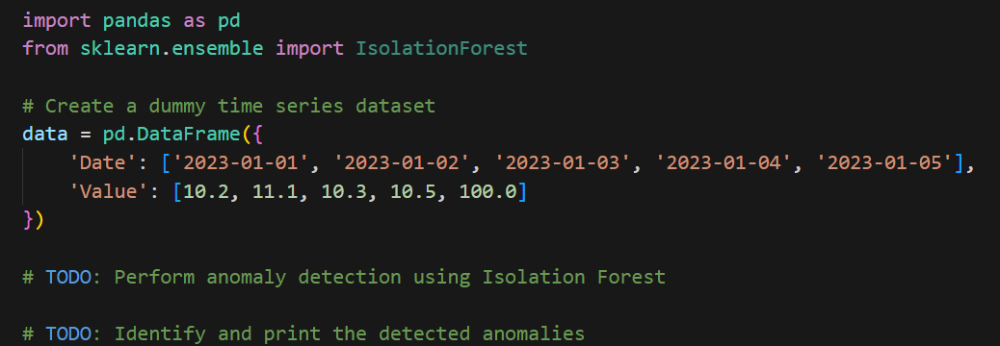 import pandas as pd
from sklearn.ensemble import IsolationForest
# Create a dummy time series dataset
data = pd.DataFrame({
    'Date': ['2023-01-01', '2023-01-02', '2023-01-03', '2023-01-04', '2023-01-05'],
    'Value': [10.2, 11.1, 10.3, 10.5, 100.0]
})
# TODO: Perform anomaly detection using Isolation Forest
# TODO: Identify and print the detected anomalies